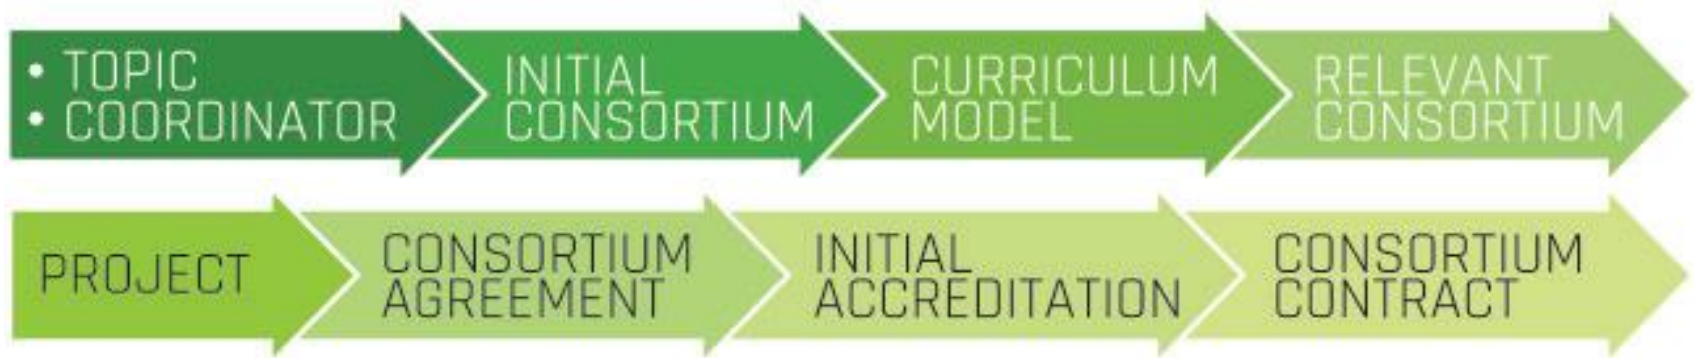 • TOPIC
• COORDINATOR
INITIAL
CONSORTIUM
CURRICULUM
MODEL
RELEVANT
CONSORTIUM
PROJECT
CONSORTIUM
AGREEMENT
INITIAL
ACCREDITATION
CONSORTIUM
CONTRACT